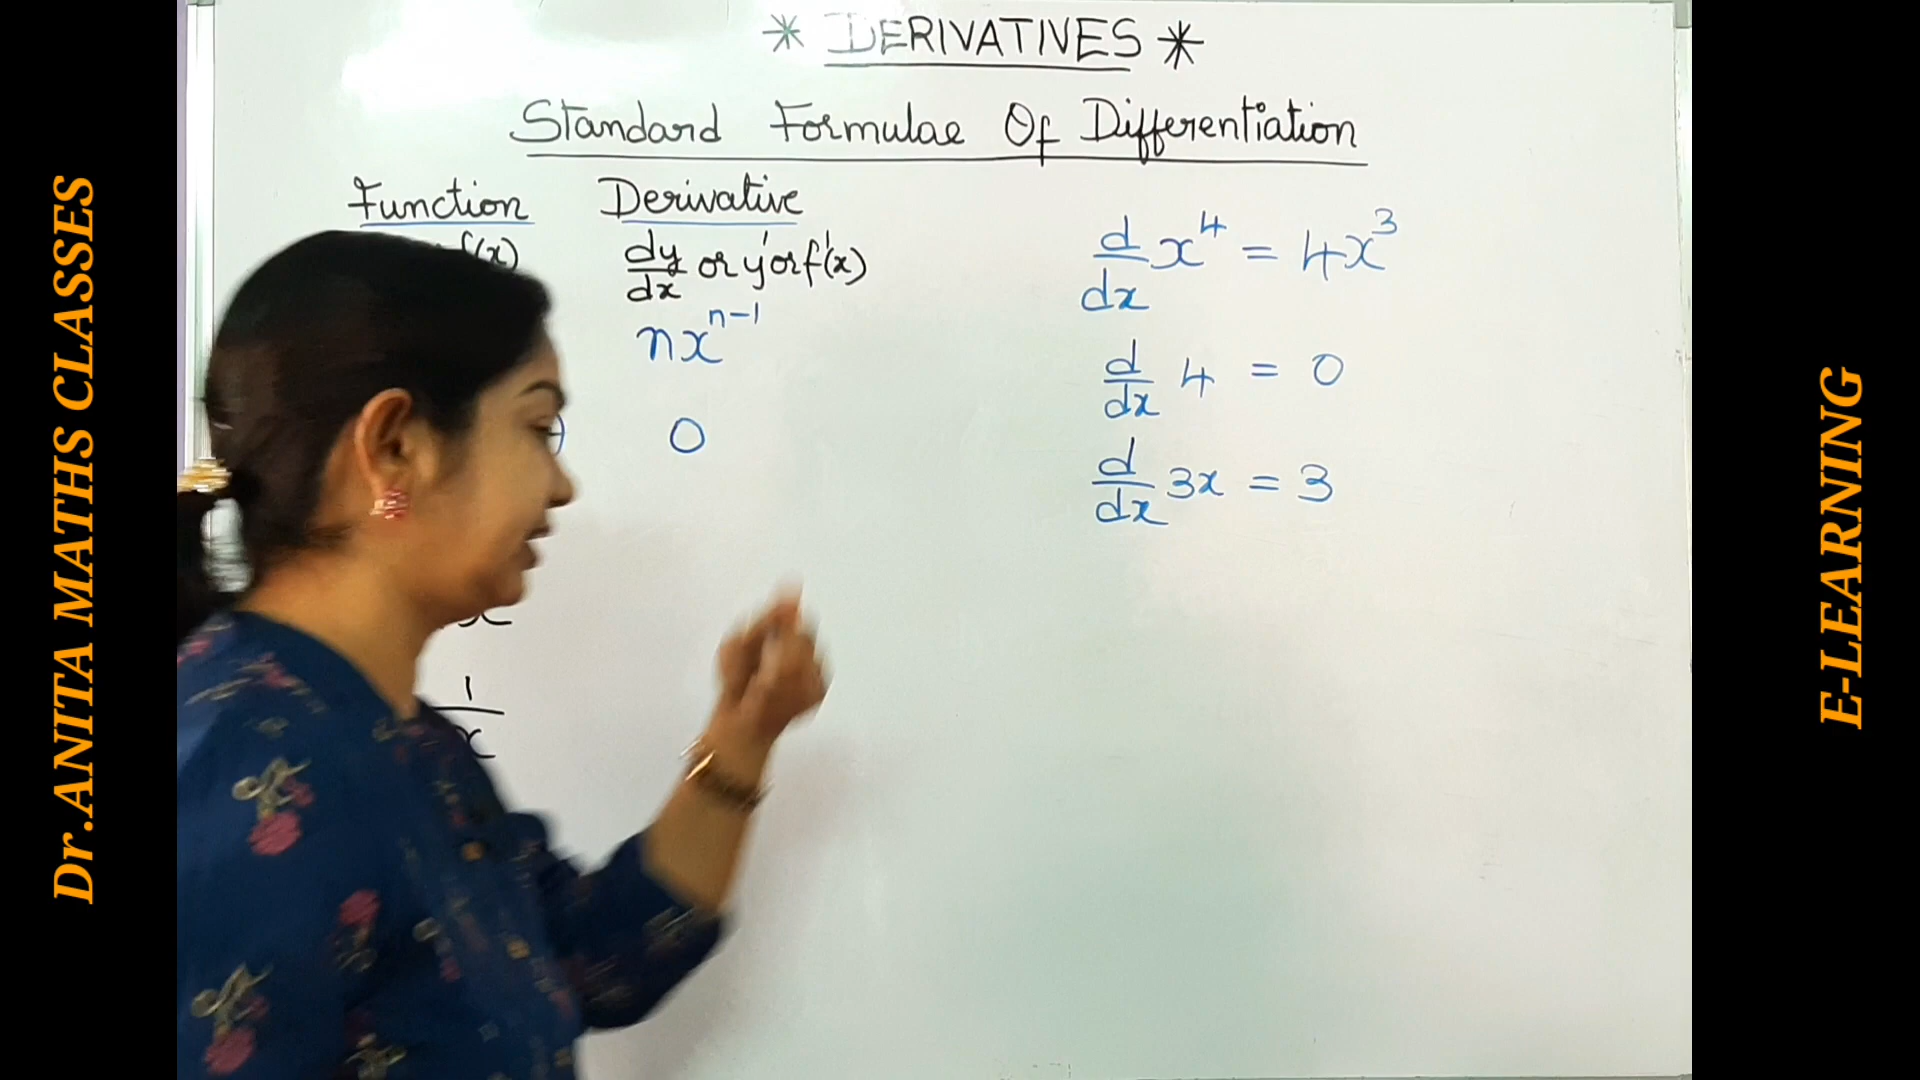 Dr.ANITA MATHS CLASSES
* DERIVATIVES *
Standard Formulae Of Differentiation
Function Derivative
f(x) dy/dx or y' or f'(x)
nx^(n-1)
0
1/x
d/dx x^4 = 4x^3
d/dx 4 = 0
d/dx 3x = 3
E-LEARNING